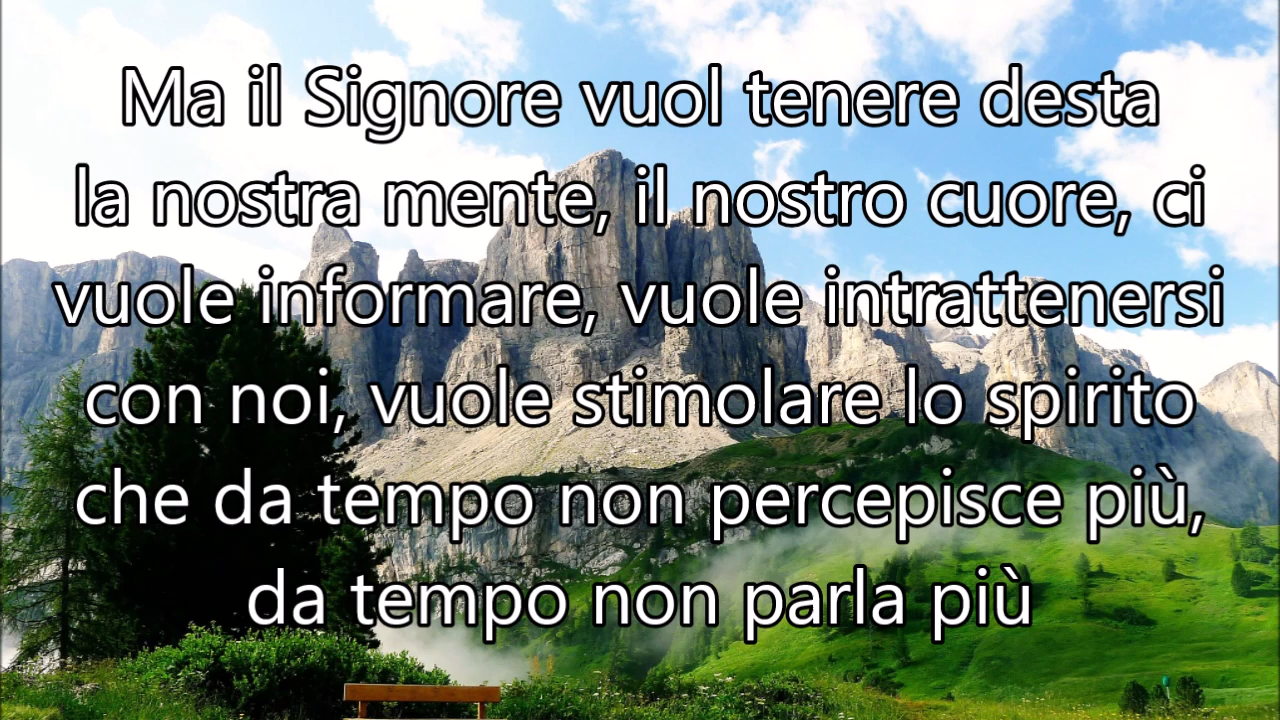 Ma il Signore vuol tenere desta
la nostra mente, il nostro cuore, ci
vuole informare, vuole intrattenersi
con noi, vuole stimolare lo spirito
che da tempo non percepisce più,
da tempo non parla più